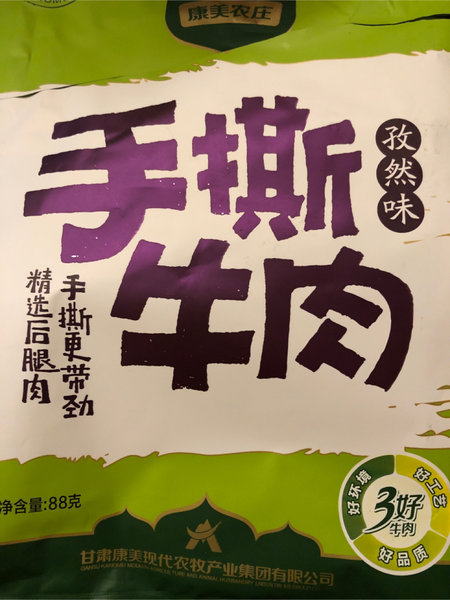 康美农庄
手撕
牛肉
孜然味
手撕更带劲
精选后腿肉
净含量:88克
好环境
好工艺
3好
牛肉
好品质
甘肃康美现代农牧产业集团有限公司